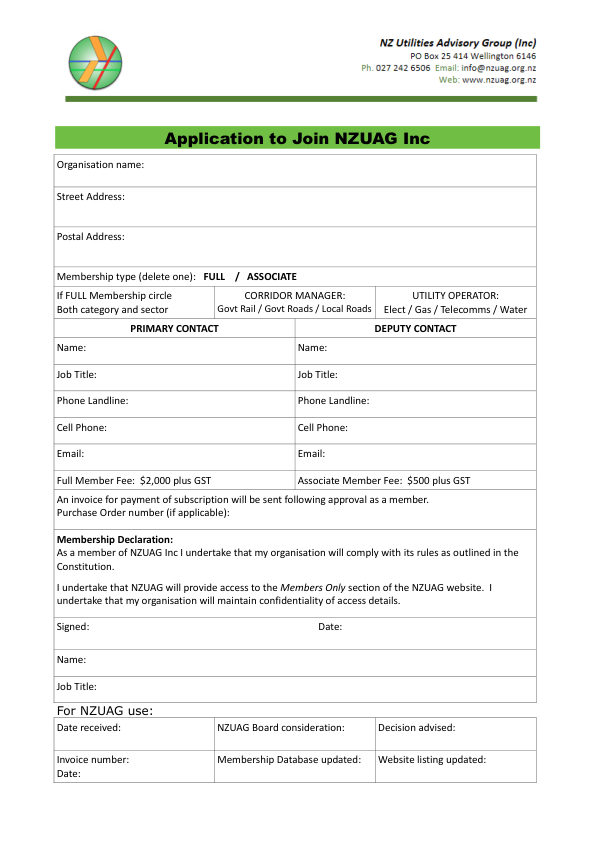 NZ Utilities Advisory Group (Inc)
PO Box 25 414 Wellington 6146
Ph. 027 242 6506 Email: info@nzuag.org.nz
Web: www.nzuag.org.nz
Application to Join NZUAG Inc
Organisation name:
Street Address:
Postal Address:
Membership type (delete one): FULL / ASSOCIATE
If FULL Membership circle
Both category and sector
CORRIDOR MANAGER:
Govt Rail / Govt Roads / Local Roads
UTILITY OPERATOR:
Elect / Gas / Telecomms / Water
PRIMARY CONTACT DEPUTY CONTACT
Name: Name:
Job Title: Job Title:
Phone Landline: Phone Landline:
Cell Phone: Cell Phone:
Email: Email:
Full Member Fee: $2,000 plus GST Associate Member Fee: $500 plus GST
An invoice for payment of subscription will be sent following approval as a member.
Purchase Order number (if applicable):
Membership Declaration:
As a member of NZUAG Inc I undertake that my organisation will comply with its rules as outlined in the
Constitution.
I undertake that NZUAG will provide access to the Members Only section of the NZUAG website. I
undertake that my organisation will maintain confidentiality of access details.
Signed: Date:
Name:
Job Title:
For NZUAG use:
Date received: NZUAG Board consideration: Decision advised:
Invoice number: Membership Database updated: Website listing updated:
Date: